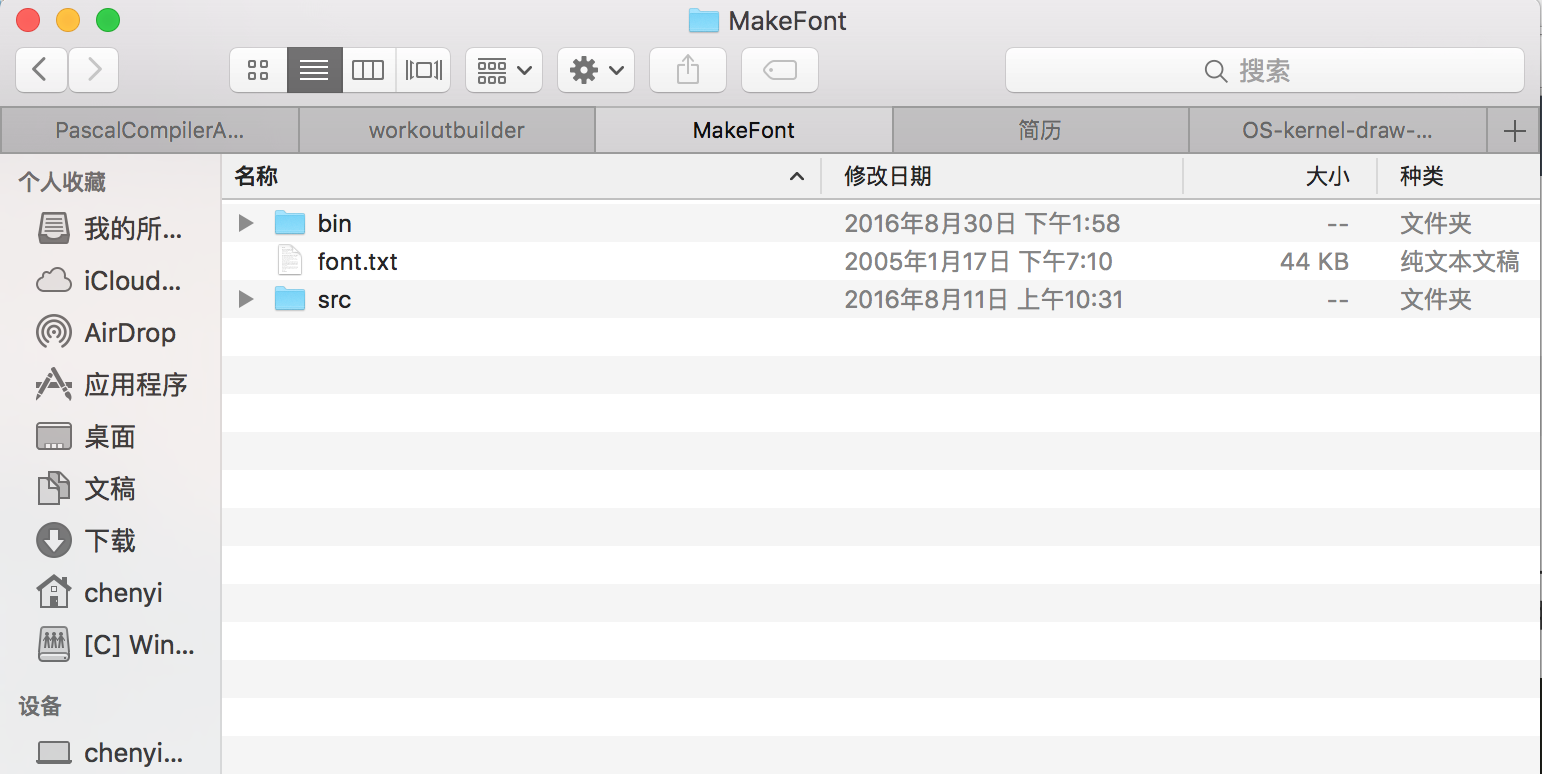 MakeFont
搜索
PascalCompilerA... workoutbuilder MakeFont 简历 OS-kernel-draw-...
个人收藏
我的所...
iCloud...
AirDrop
应用程序
桌面
文稿
下载
chenyi
[C] Win...
设备
chenyi...
名称 修改日期 大小 种类
bin 2016年8月30日 下午1:58 -- 文件夹
font.txt 2005年1月17日 下午7:10 44 KB 纯文本文稿
src 2016年8月11日 上午10:31 -- 文件夹